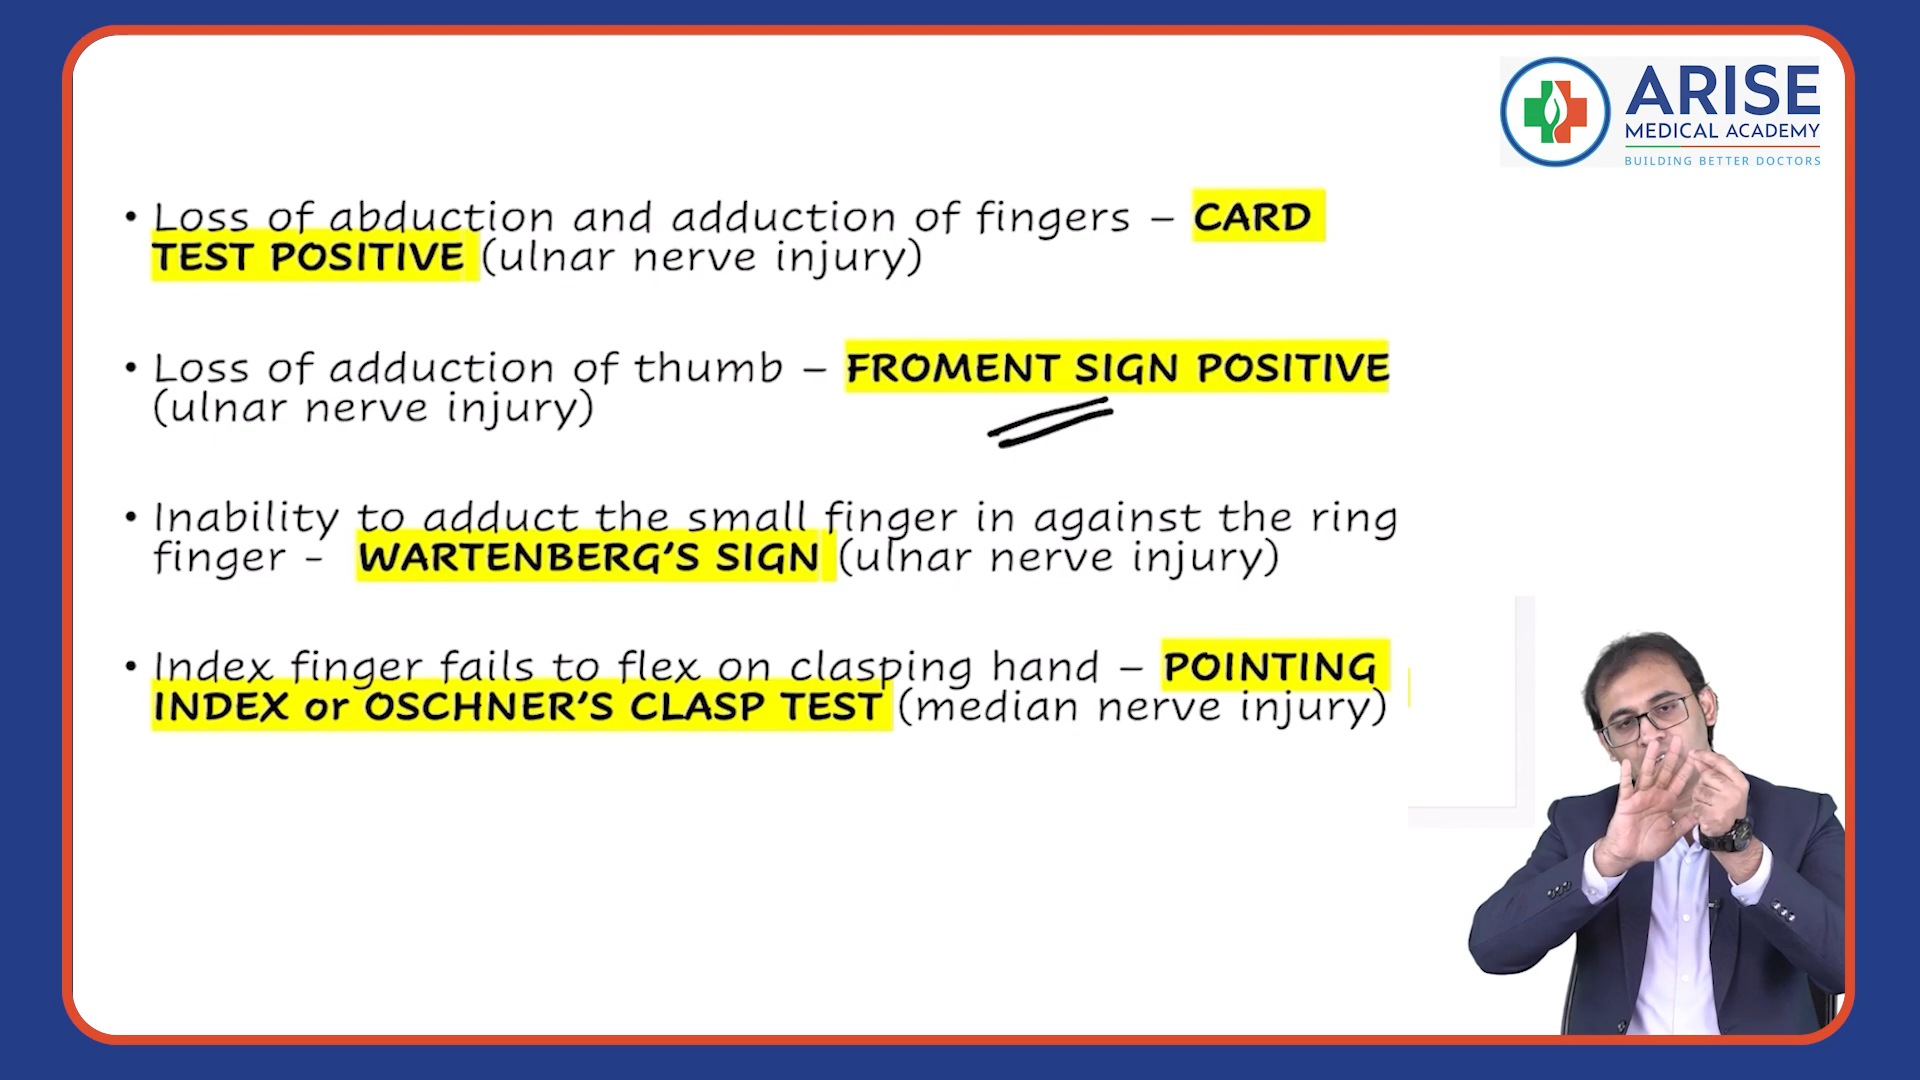 ARISE
MEDICAL ACADEMY
BUILDING BETTER DOCTORS
• Loss of abduction and adduction of fingers – CARD
TEST POSITIVE (ulnar nerve injury)
• Loss of adduction of thumb – FROMENT SIGN POSITIVE
(ulnar nerve injury)
• Inability to adduct the small finger in against the ring
finger - WARTENBERG'S SIGN (ulnar nerve injury)
• Index finger fails to flex on clasping hand – POINTING
INDEX or OSCHNER'S CLASP TEST (median nerve injury)